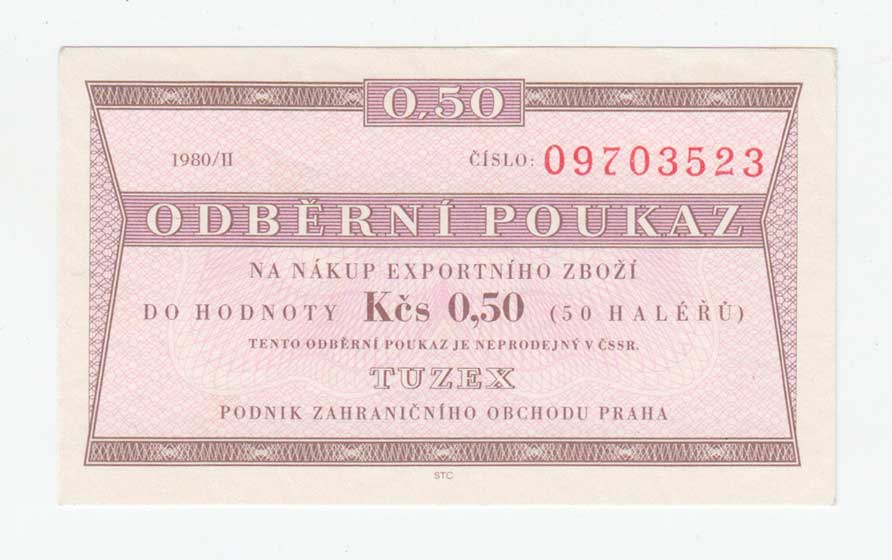 0,50
1980/II ČÍSLO: 09703523
ODBĚRNÍ POUKAZ
NA NÁKUP EXPORTNÍHO ZBOŽÍ
DO HODNOTY Kčs 0,50 (50 HALÉŘŮ)
TENTO ODBĚRNÍ POUKAZ JE NEPRODEJNÝ V ČSSR.
TUZEX
PODNIK ZAHRANIČNÍHO OBCHODU PRAHA
STC